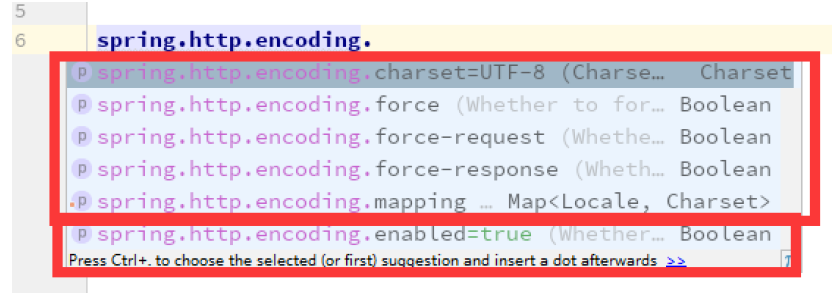 5
6 spring.http.encoding.
p spring.http.encoding.charset=UTF-8 (Charse… Charset
p spring.http.encoding.force (Whether to for… Boolean
p spring.http.encoding.force-request (Whethe… Boolean
p spring.http.encoding.force-response (Wheth… Boolean
p spring.http.encoding.mapping … Map<Locale, Charset>
p spring.http.encoding.enabled=true (Whether… Boolean
Press Ctrl+. to choose the selected (or first) suggestion and insert a dot afterwards >> π